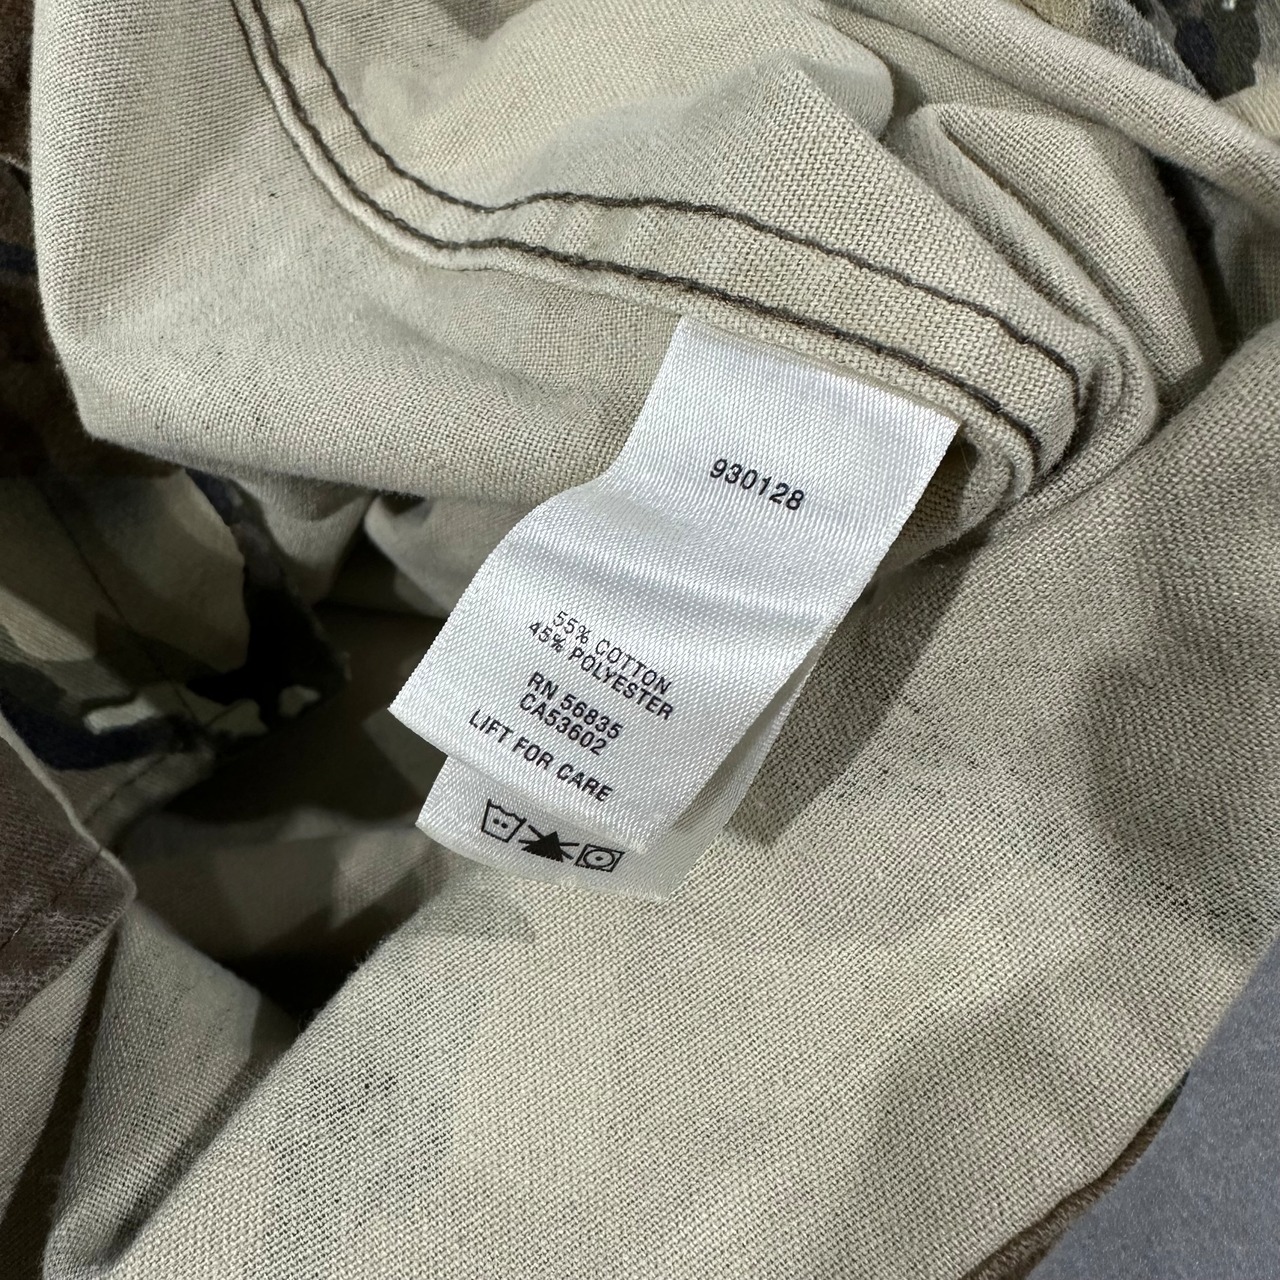 930128
55% COTTON
45% POLYESTER
RN 56835
CA53602
LIFT FOR CARE